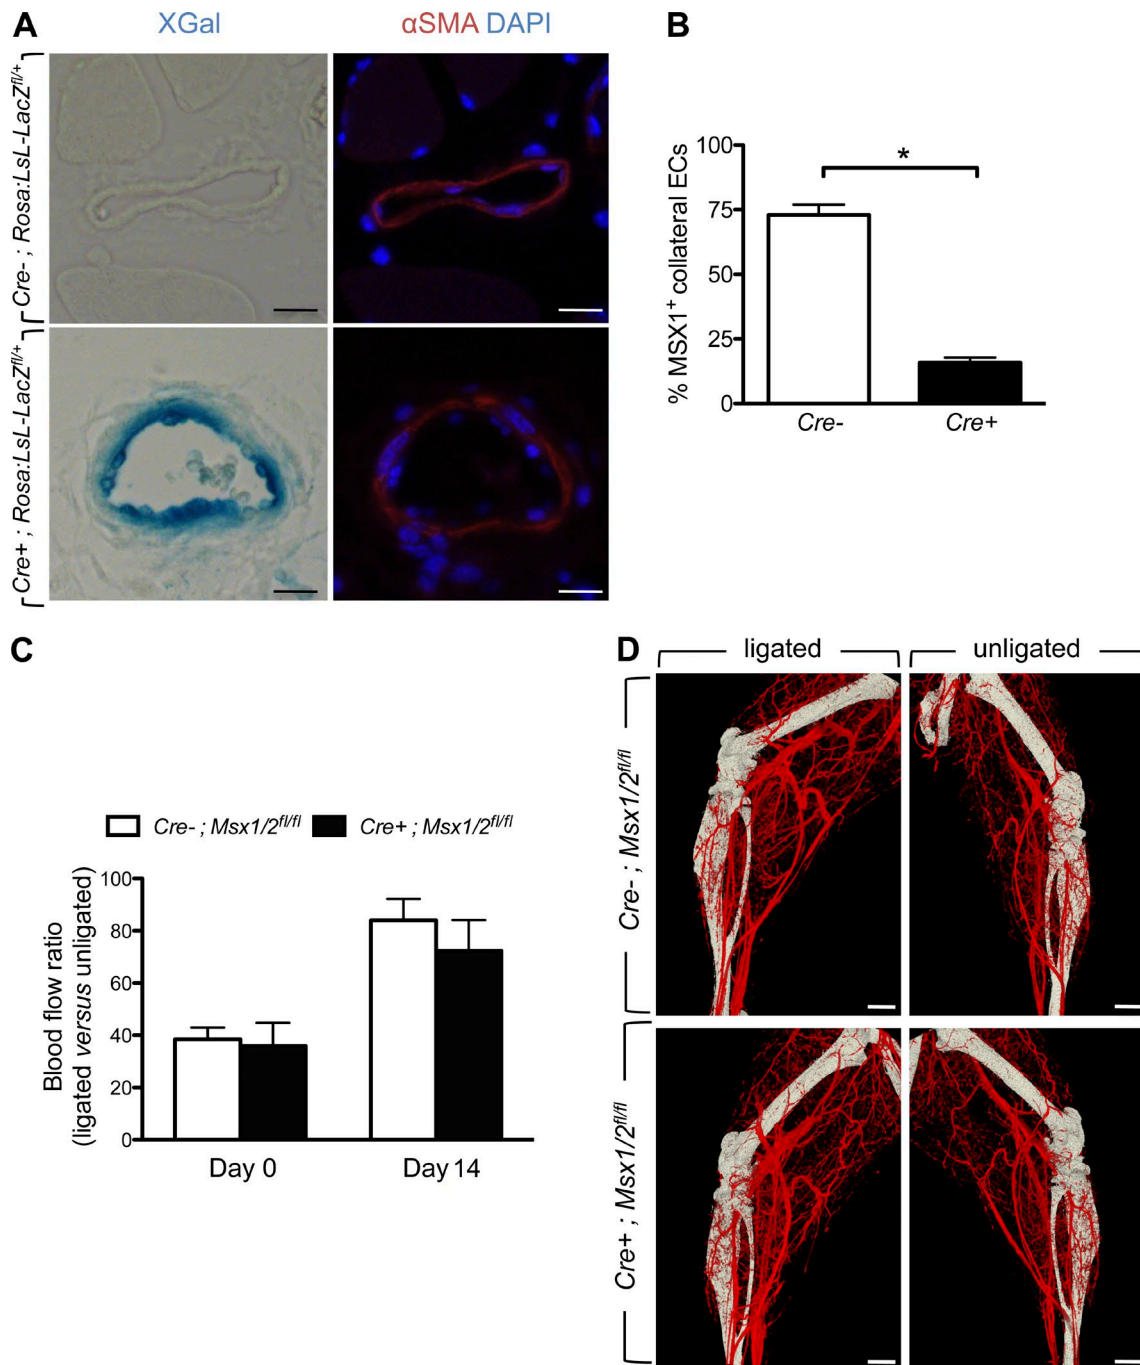 A
XGal
αSMA DAPI
Cre- ; Rosa:LsL-LacZfl/+
Cre+ ; Rosa:LsL-LacZfl/+
B
% MSX1+ collateral ECs
100
75
50
25
0
*
Cre-
Cre+
C
Cre- ; Msx1/2fl/fl
Cre+ ; Msx1/2fl/fl
Blood flow ratio
(ligated versus unligated)
100
80
60
40
20
0
Day 0
Day 14
D
ligated
unligated
Cre- ; Msx1/2fl/fl
Cre+ ; Msx1/2fl/fl